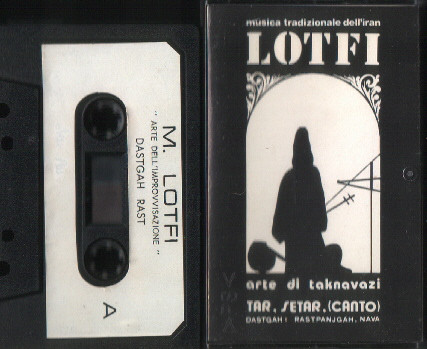 M. LOTFI
" ARTE DELL'IMPROVVISAZIONE "
DASTGAH RAST
A
musica tradizionale dell'iran
LOTFI
arte di taknavazi
TAR, SETAR, (CANTO)
DASTGAH: RASTPANJGAH, NAVA